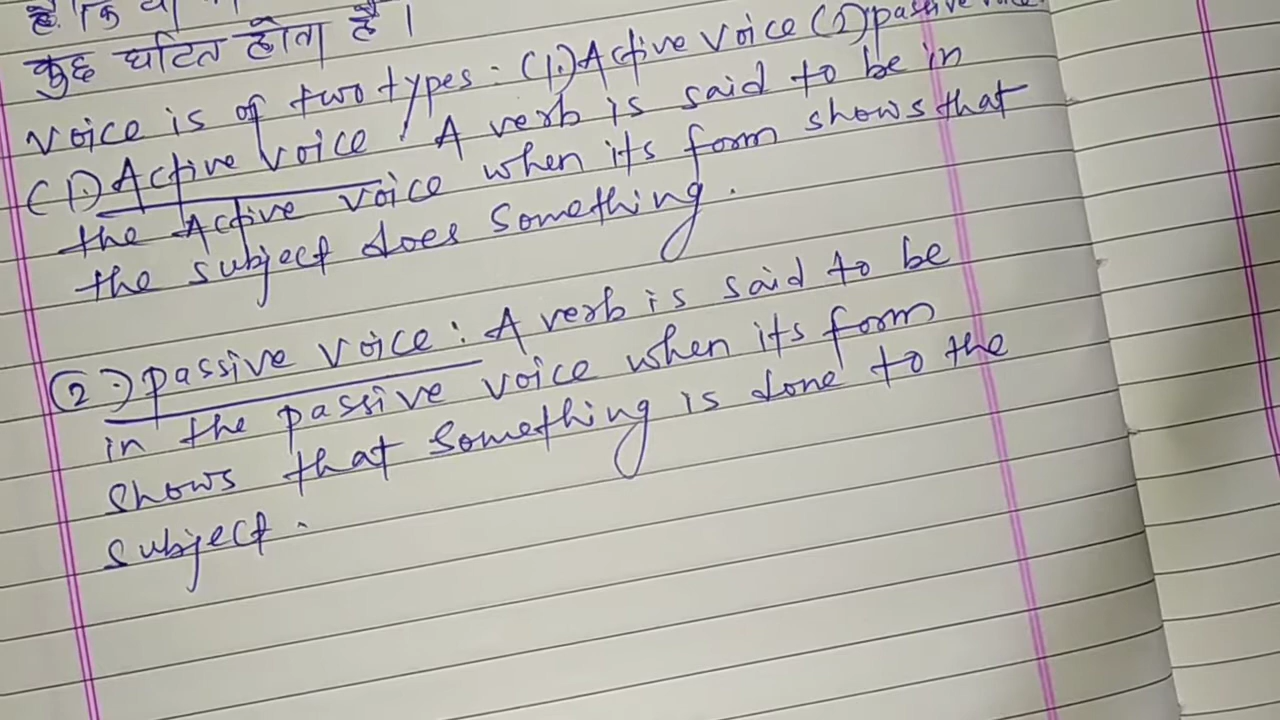 है। कि
कुछ घटित होता है।
Voice is of two types: (1.) Active voice (2) passive voice
(1) Active voice: A verb is said to be in
the Active voice when its form shows that
the subject does something.
(2.) passive voice: A verb is said to be
in the passive voice when its form
shows that something is done to the
subject.